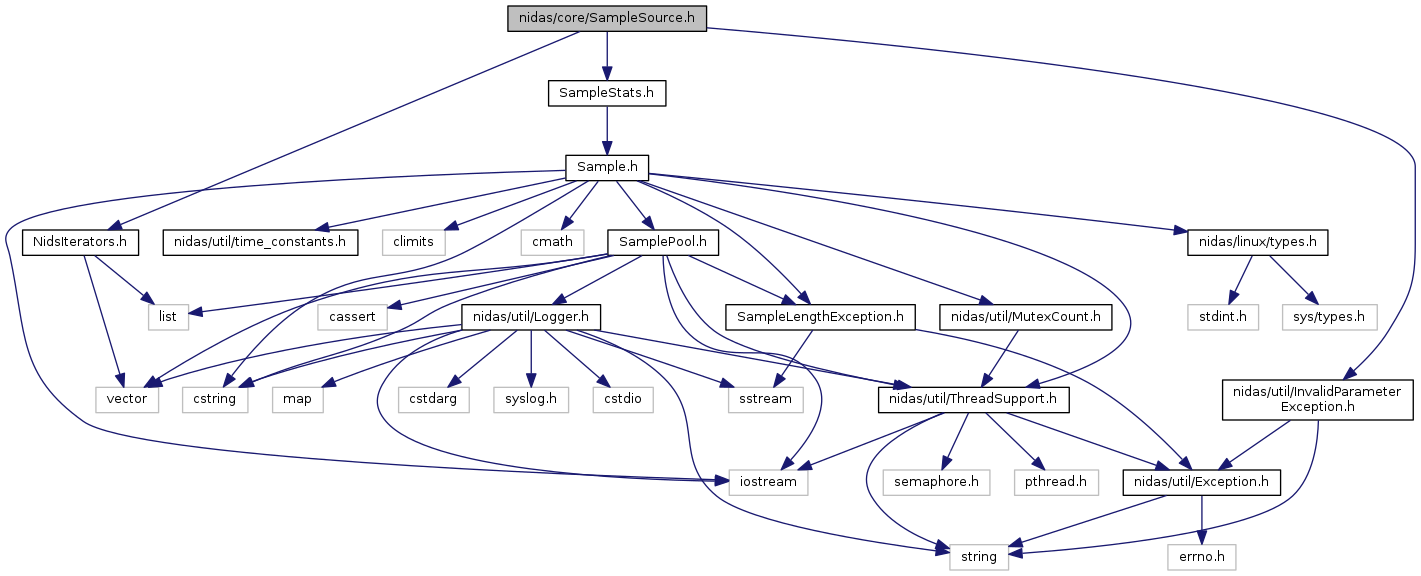 nidas/core/SampleSource.h
SampleStats.h
Sample.h
NidsIterators.h
nidas/util/time_constants.h
climits
cmath
SamplePool.h
nidas/linux/types.h
list
cassert
nidas/util/Logger.h
SampleLengthException.h
nidas/util/MutexCount.h
stdint.h
sys/types.h
vector
cstring
map
cstdarg
syslog.h
cstdio
sstream
nidas/util/ThreadSupport.h
nidas/util/InvalidParameter
Exception.h
iostream
semaphore.h
pthread.h
nidas/util/Exception.h
string
errno.h